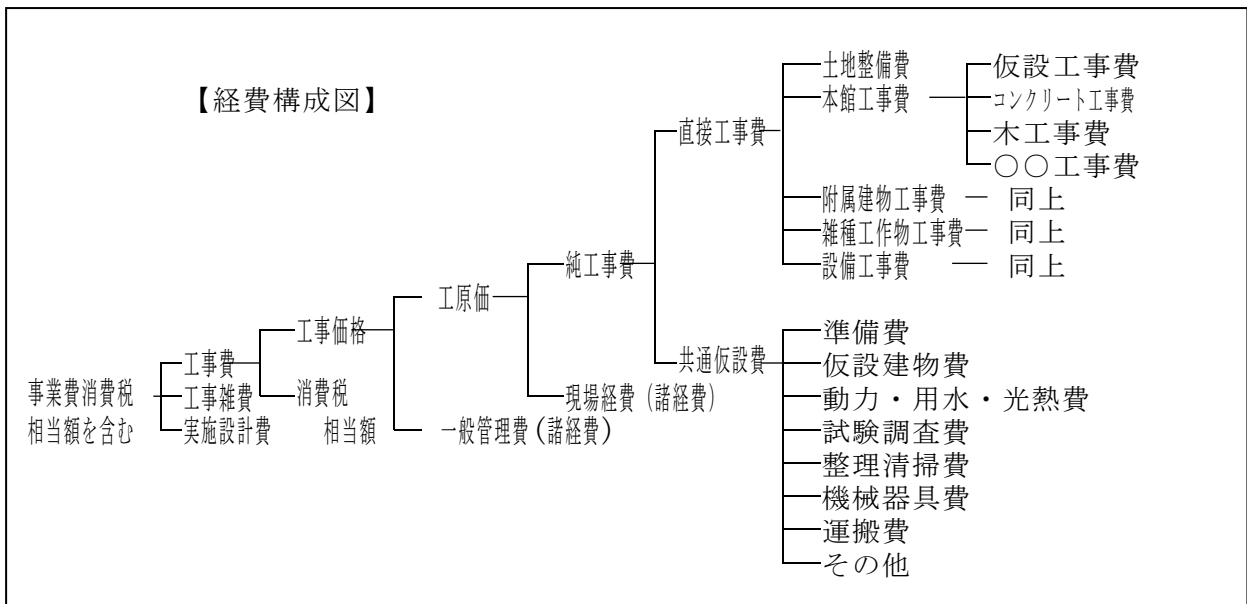 【経費構成図】
土地整備費
仮設工事費
本館工事費
コンクリート工事費
直接工事費
木工事費
〇〇工事費
附属建物工事費 ― 同上
雑種工作物工事費― 同上
設備工事費 ― 同上
純工事費
工原価
工事価格
準備費
共通仮設費
仮設建物費
工事費
事業費消費税
工事雑費
消費税
現場経費(諸経費)
動力・用水・光熱費
相当額を含む
実施設計費
相当額
一般管理費(諸経費)
試験調査費
整理清掃費
機械器具費
運搬費
その他